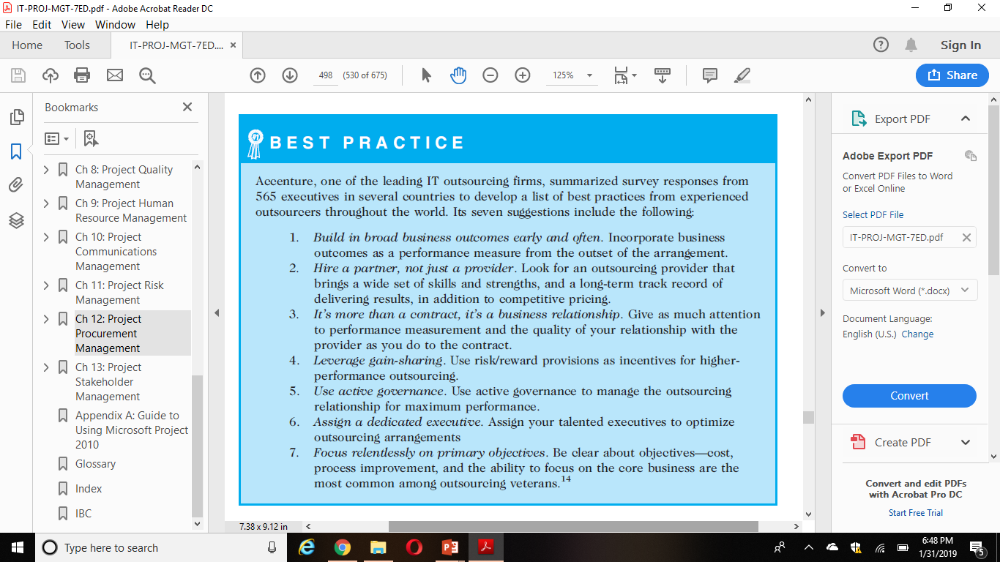 IT-PROJ-MGT-7ED.pdf - Adobe Acrobat Reader DC
File Edit View Window Help
Home Tools IT-PROJ-MGT-7ED.... ×
Sign In
498 (530 of 675)
125%
Share
Bookmarks
Ch 8: Project Quality
Management
Ch 9: Project Human
Resource Management
Ch 10: Project
Communications
Management
Ch 11: Project Risk
Management
Ch 12: Project
Procurement
Management
Ch 13: Project
Stakeholder
Management
Appendix A: Guide to
Using Microsoft Project
2010
Glossary
Index
IBC
#1
BEST PRACTICE
Accenture, one of the leading IT outsourcing firms, summarized survey responses from
565 executives in several countries to develop a list of best practices from experienced
outsourcers throughout the world. Its seven suggestions include the following:
1. Build in broad business outcomes early and often. Incorporate business
outcomes as a performance measure from the outset of the arrangement.
2. Hire a partner, not just a provider. Look for an outsourcing provider that
brings a wide set of skills and strengths, and a long-term track record of
delivering results, in addition to competitive pricing.
3. It's more than a contract, it's a business relationship. Give as much attention
to performance measurement and the quality of your relationship with the
provider as you do to the contract.
4. Leverage gain-sharing. Use risk/reward provisions as incentives for higher-
performance outsourcing.
5. Use active governance. Use active governance to manage the outsourcing
relationship for maximum performance.
6. Assign a dedicated executive. Assign your talented executives to optimize
outsourcing arrangements
7. Focus relentlessly on primary objectives. Be clear about objectives—cost,
process improvement, and the ability to focus on the core business are the
most common among outsourcing veterans.14
7.38 x 9.12 in
Export PDF
Adobe Export PDF
Convert PDF Files to Word
or Excel Online
Select PDF File
IT-PROJ-MGT-7ED.pdf
Convert to
Microsoft Word (*.docx)
Document Language:
English (U.S.) Change
Convert
Create PDF
Convert and edit PDFs
with Acrobat Pro DC
Start Free Trial
Type here to search
6:48 PM
1/31/2019
5